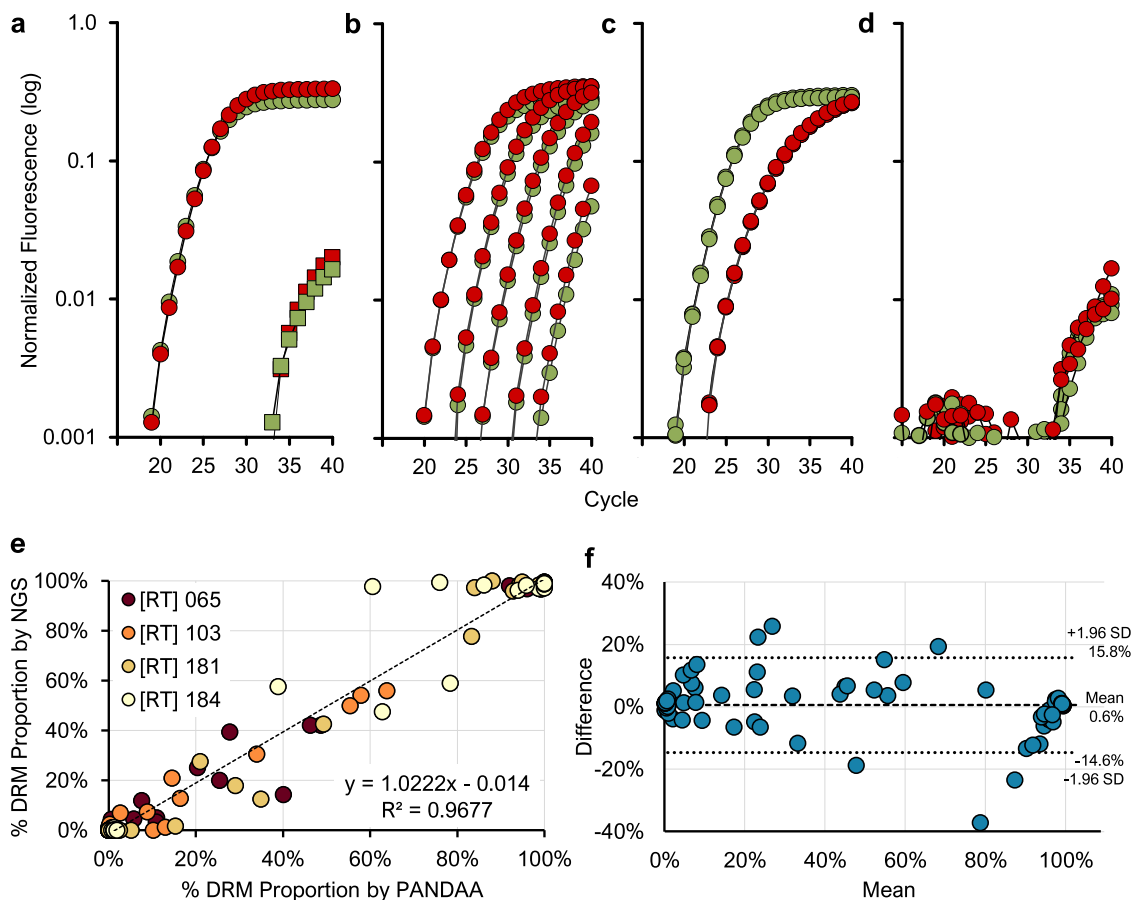 a
b
c
d
Normalized Fluorescence (log)
1.0
0.1
0.01
0.001
20 25 30 35 40
20 25 30 35 40
20 25 30 35 40
15 20 25 30 35 40
Cycle
e
% DRM Proportion by NGS
100%
80%
60%
40%
20%
0%
[RT] 065
[RT] 103
[RT] 181
[RT] 184
y = 1.0222x - 0.014
R² = 0.9677
0% 20% 40% 60% 80% 100%
% DRM Proportion by PANDAA
f
Difference
40%
20%
0%
-20%
-40%
+1.96 SD
15.8%
Mean
0.6%
-14.6%
-1.96 SD
0% 20% 40% 60% 80% 100%
Mean